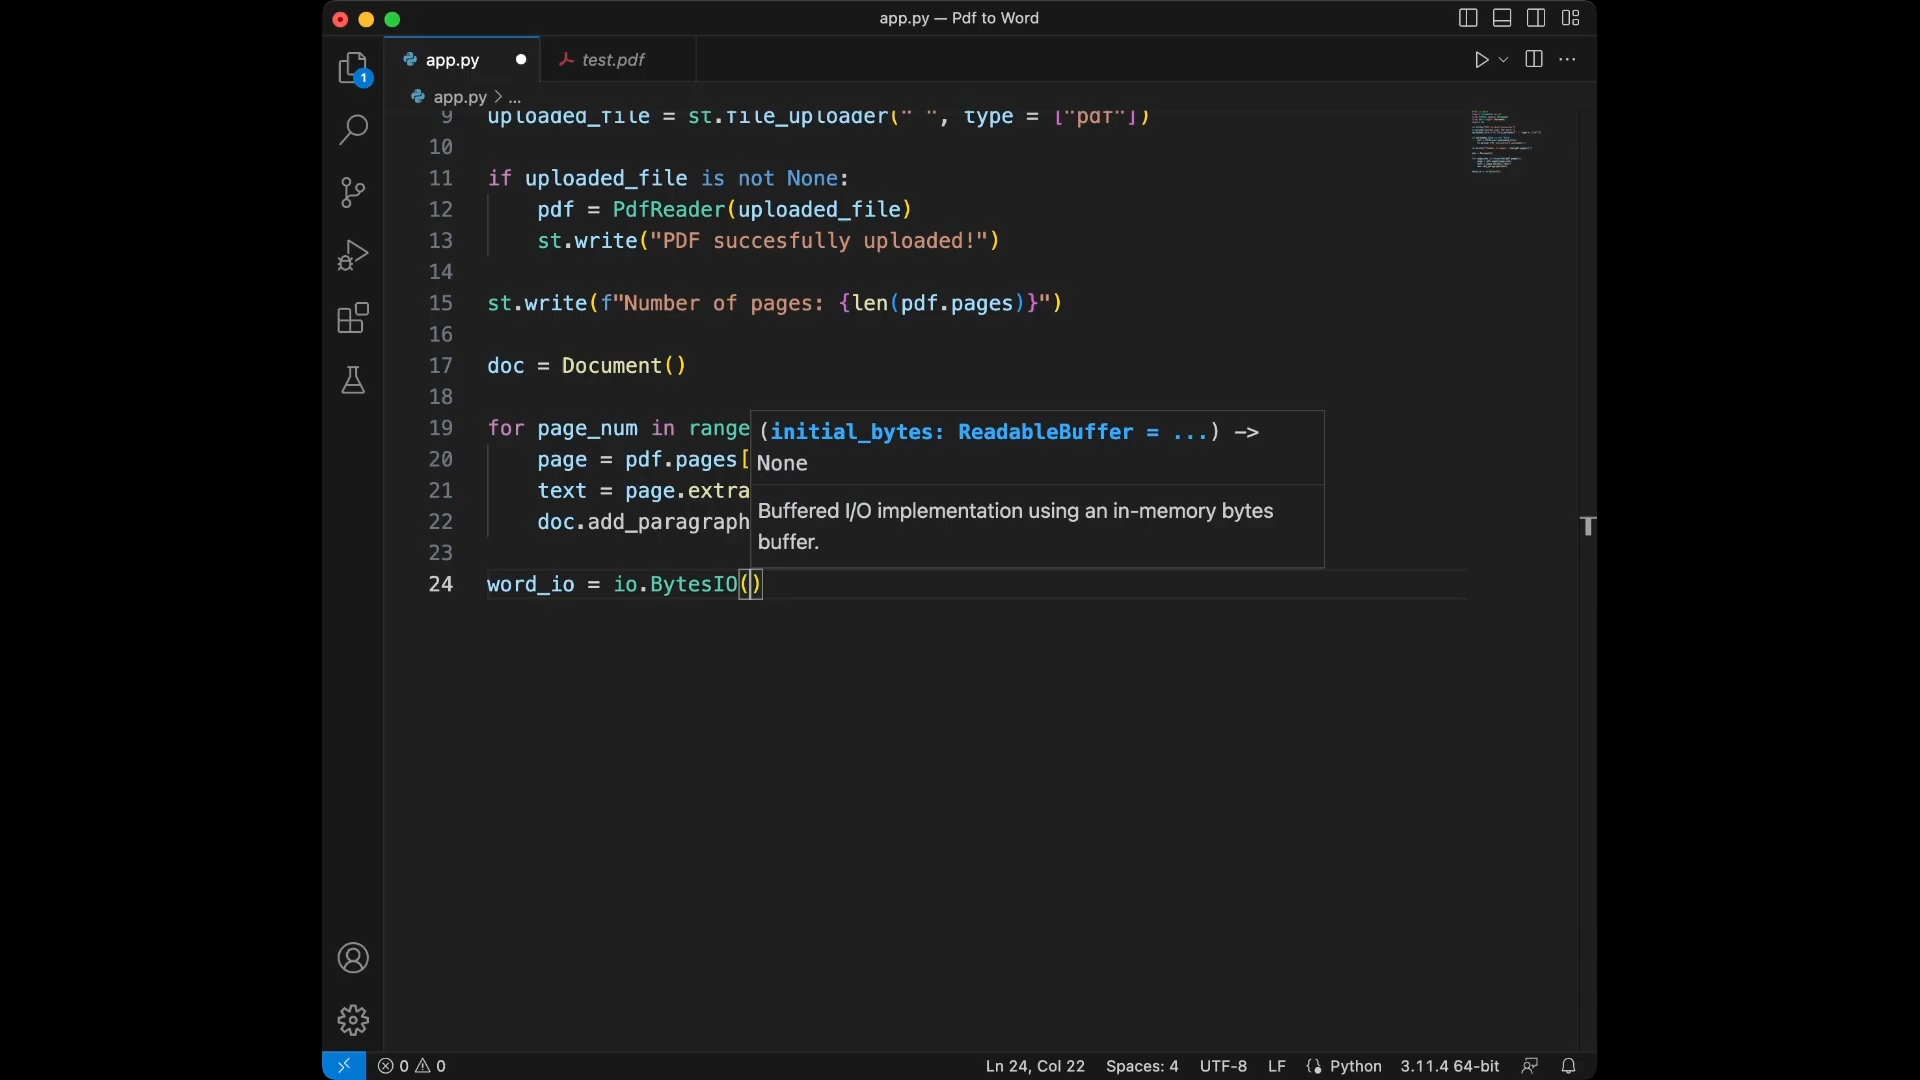 app.py — Pdf to Word
app.py
test.pdf
1
app.py > ...
9 uploaded_file = st.file_uploader(" ", type = ["pdf"])
10
11 if uploaded_file is not None:
12 pdf = PdfReader(uploaded_file)
13 st.write("PDF succesfully uploaded!")
14
15 st.write(f"Number of pages: {len(pdf.pages)}")
16
17 doc = Document()
18
19 for page_num in range
(initial_bytes: ReadableBuffer = ...) ->
20 page = pdf.pages[
None
21 text = page.extra
Buffered I/O implementation using an in-memory bytes
22 doc.add_paragraph
buffer.
23
24 word_io = io.BytesIO()
0 0 Ln 24, Col 22 Spaces: 4 UTF-8 LF Python 3.11.4 64-bit